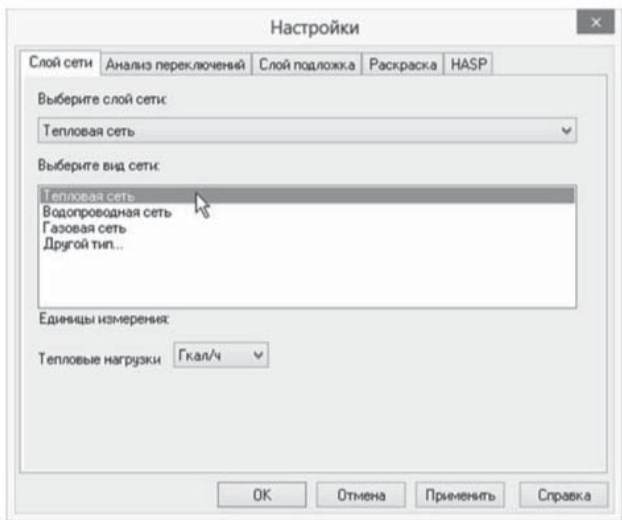 Настройки
Слой сети Анализ переключений Слой подложка Раскраска HASP
Выберите слой сети:
Тепловая сеть
Выберите вид сети:
Тепловая сеть
Водопроводная сеть
Газовая сеть
Другой тип...
Единицы измерения:
Тепловые нагрузки Гкал/ч
ОК Отмена Применить Справка